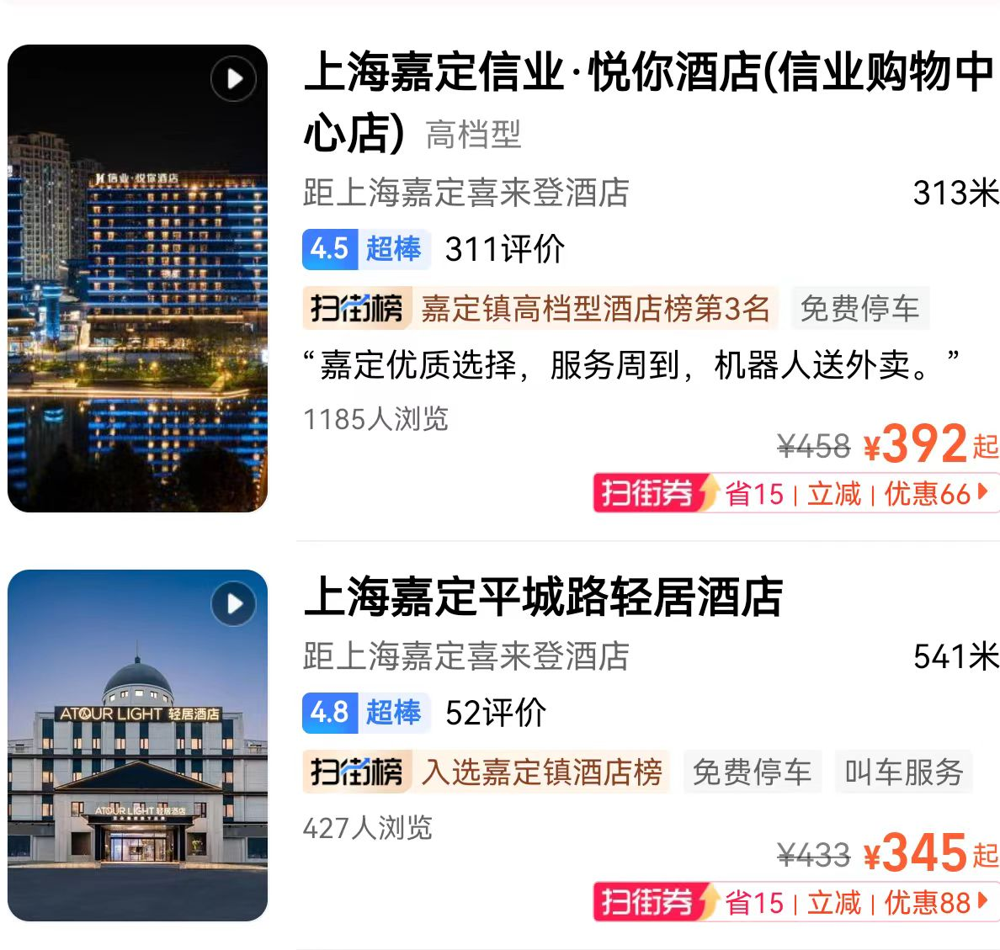 上海嘉定信业·悦你酒店(信业购物中
心店) 高档型
距上海嘉定喜来登酒店 313米
4.5 超棒 311评价
扫街榜 嘉定镇高档型酒店榜第3名 免费停车
“嘉定优质选择，服务周到，机器人送外卖。”
1185人浏览
¥458 ¥392起
扫街券 省15 | 立减 | 优惠66
信业·悦你酒店
上海嘉定平城路轻居酒店
距上海嘉定喜来登酒店 541米
4.8 超棒 52评价
扫街榜 入选嘉定镇酒店榜 免费停车 叫车服务
427人浏览
¥433 ¥345起
扫街券 省15 | 立减 | 优惠88
ATOUR LIGHT 轻居酒店
ATOUR LIGHT 轻居酒店